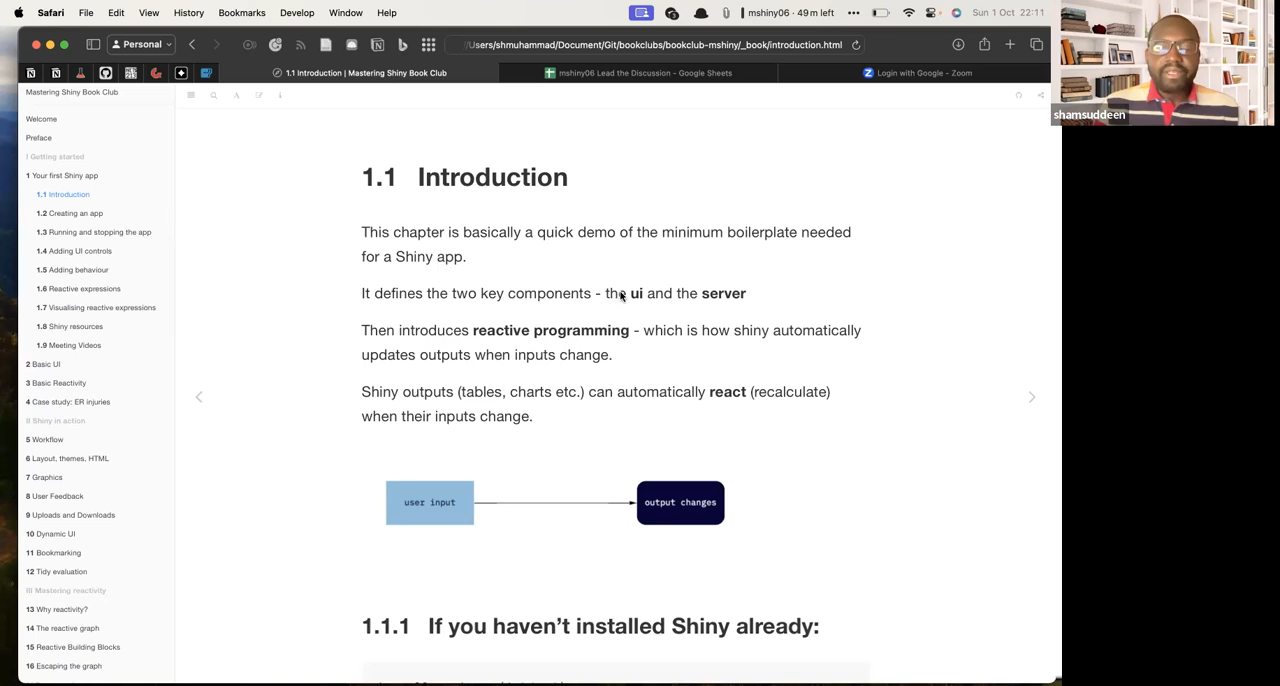 Safari File Edit View History Bookmarks Develop Window Help
mshiny06 · 49 m left ••• Sun 1 Oct 22:11
Personal
/Users/shmuhammad/Document/Git/bookclubs/bookclub-mshiny/_book/introduction.html
1.1 Introduction | Mastering Shiny Book Club
mshiny06 Lead the Discussion - Google Sheets
Login with Google - Zoom
shamsuddeen
Mastering Shiny Book Club
Welcome
Preface
I Getting started
1 Your first Shiny app
1.1 Introduction
1.2 Creating an app
1.3 Running and stopping the app
1.4 Adding UI controls
1.5 Adding behaviour
1.6 Reactive expressions
1.7 Visualising reactive expressions
1.8 Shiny resources
1.9 Meeting Videos
2 Basic UI
3 Basic Reactivity
4 Case study: ER injuries
II Shiny in action
5 Workflow
6 Layout, themes, HTML
7 Graphics
8 User Feedback
9 Uploads and Downloads
10 Dynamic UI
11 Bookmarking
12 Tidy evaluation
III Mastering reactivity
13 Why reactivity?
14 The reactive graph
15 Reactive Building Blocks
16 Escaping the graph
1.1 Introduction
This chapter is basically a quick demo of the minimum boilerplate needed
for a Shiny app.
It defines the two key components - the ui and the server
Then introduces reactive programming - which is how shiny automatically
updates outputs when inputs change.
Shiny outputs (tables, charts etc.) can automatically react (recalculate)
when their inputs change.
user input
output changes
1.1.1 If you haven't installed Shiny already: